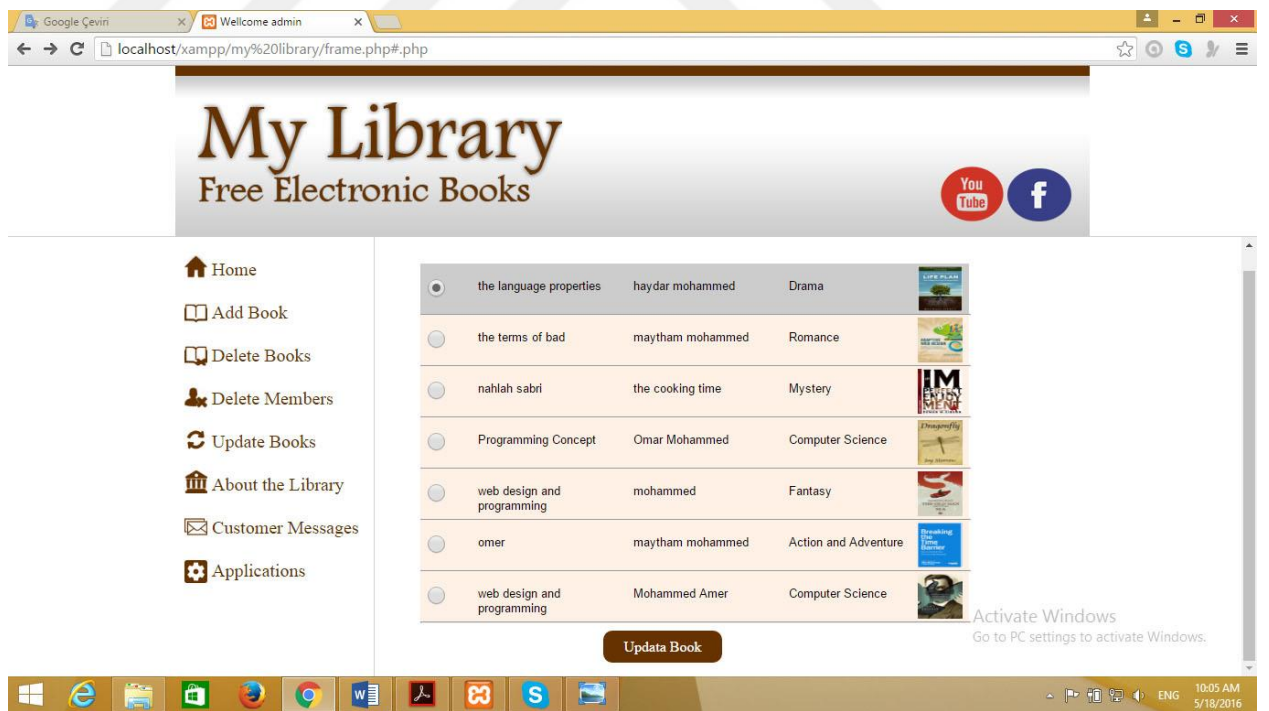 Google Çeviri
Wellcome admin
localhost/xampp/my%20library/frame.php#.php
My Library
Free Electronic Books
You
Tube
f
Home
Add Book
Delete Books
Delete Members
Update Books
About the Library
Customer Messages
Applications
the language properties haydar mohammed Drama
LIFE PLAN
the terms of bad maytham mohammed Romance
nahlah sabri the cooking time Mystery
IM
PERFECT
ENJOY
MENT
Programming Concept Omar Mohammed Computer Science
Dragonfly
web design and
programming
mohammed Fantasy
omer maytham mohammed Action and Adventure
Breaking
the
Time
Barrier
web design and
programming
Mohammed Amer Computer Science
Updata Book
Activate Windows
Go to PC settings to activate Windows.
ENG
10:05 AM
5/18/2016